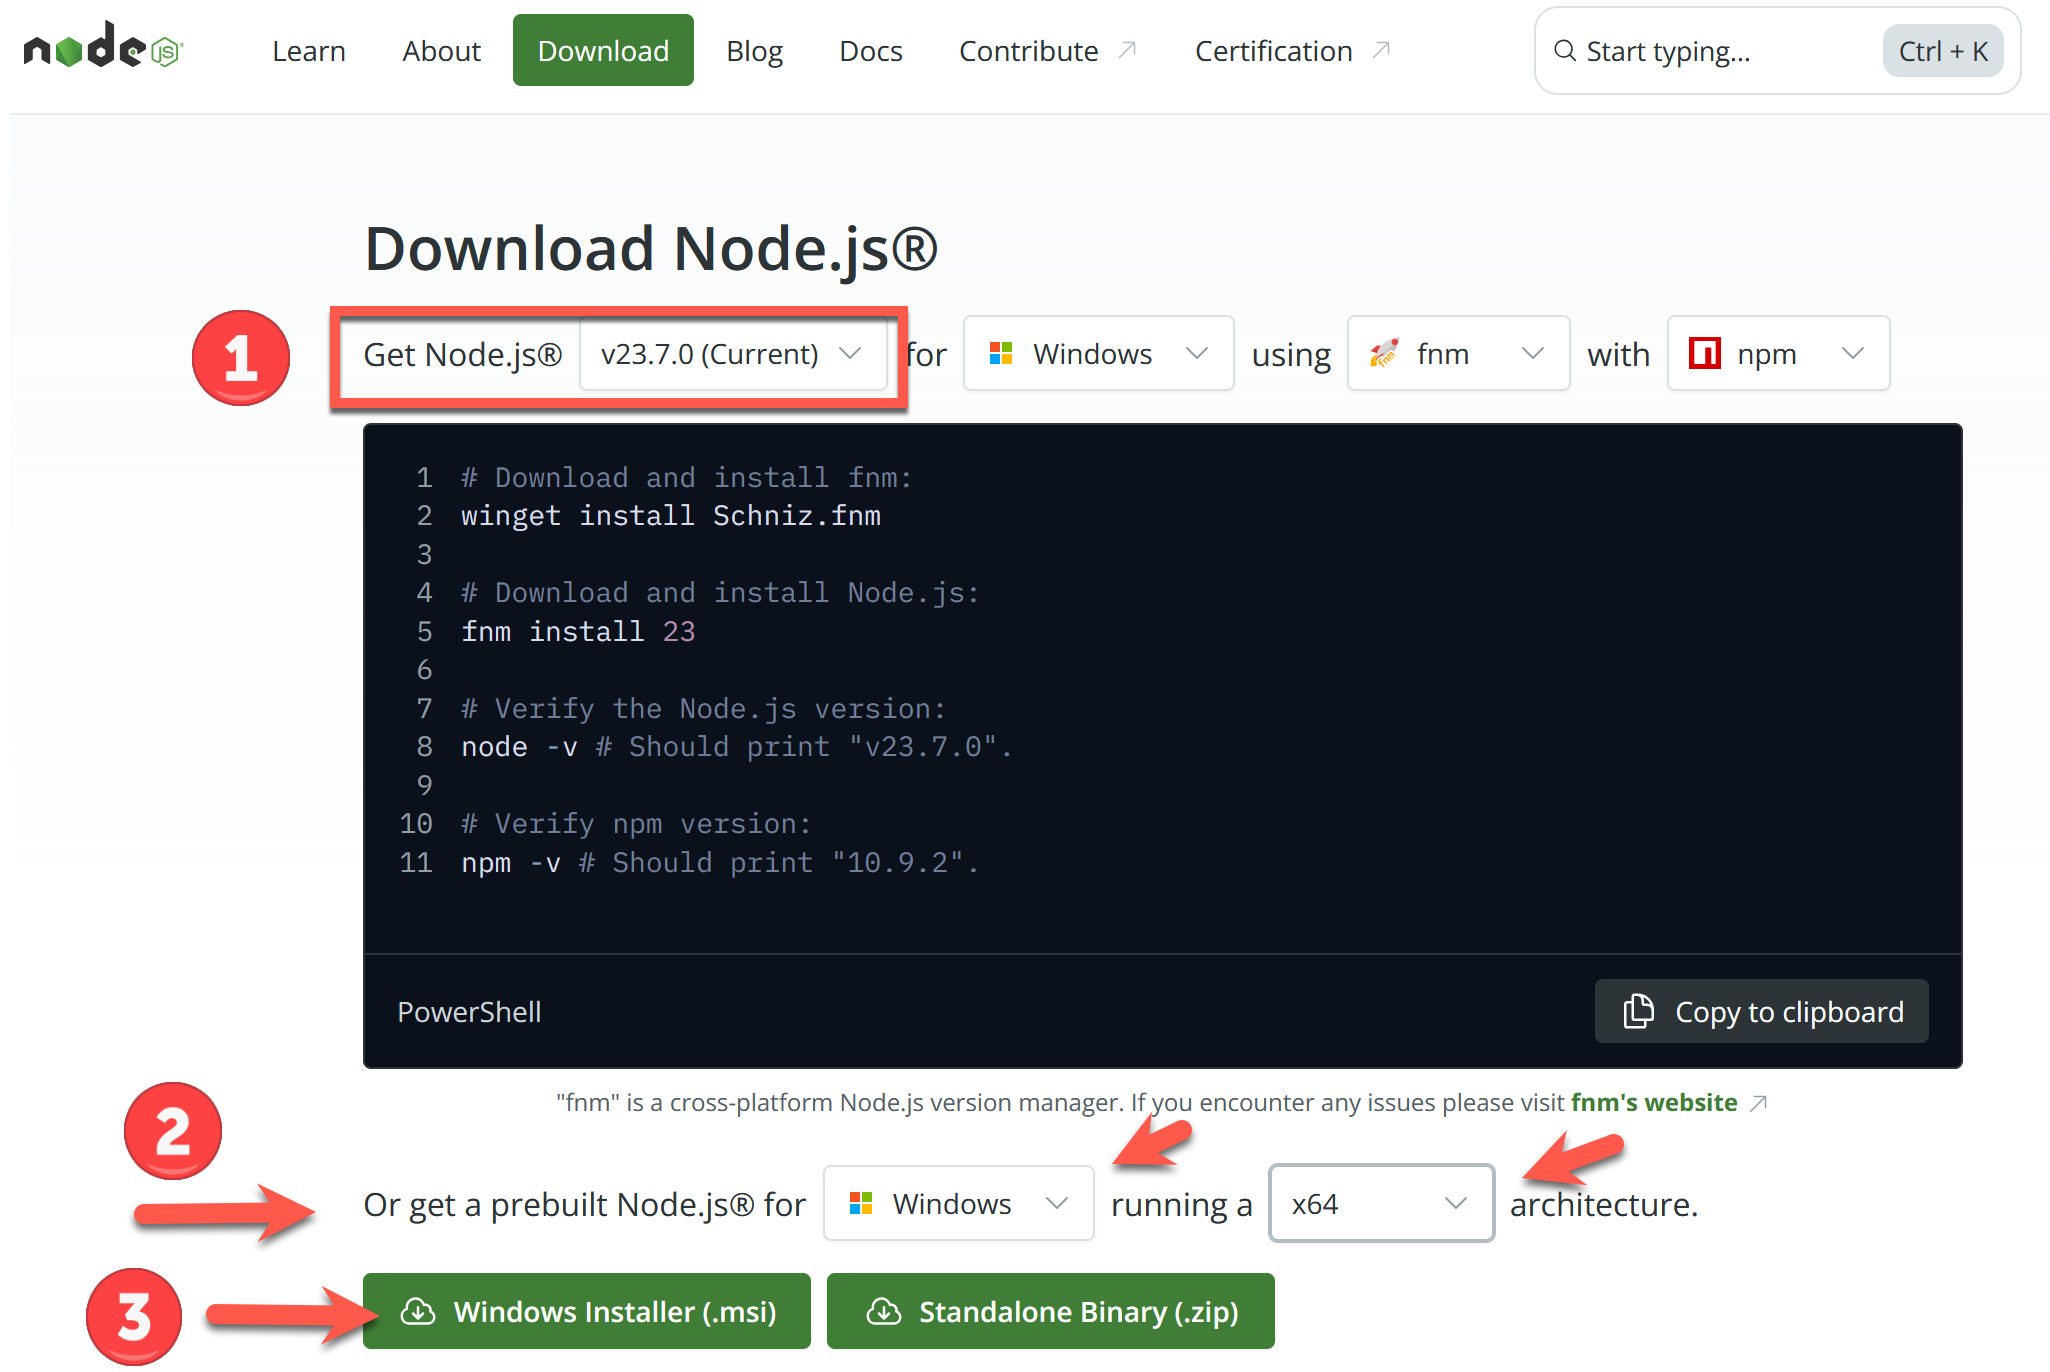 node JS
Learn About Download Blog Docs Contribute Certification Start typing... Ctrl + K
Download Node.js®
1 Get Node.js® v23.7.0 (Current) for Windows using fnm with npm
1 # Download and install fnm:
2 winget install Schniz.fnm
3
4 # Download and install Node.js:
5 fnm install 23
6
7 # Verify the Node.js version:
8 node -v # Should print "v23.7.0".
9
10 # Verify npm version:
11 npm -v # Should print "10.9.2".
PowerShell Copy to clipboard
"fnm" is a cross-platform Node.js version manager. If you encounter any issues please visit fnm's website
2
Or get a prebuilt Node.js® for Windows running a x64 architecture.
3 Windows Installer (.msi) Standalone Binary (.zip)